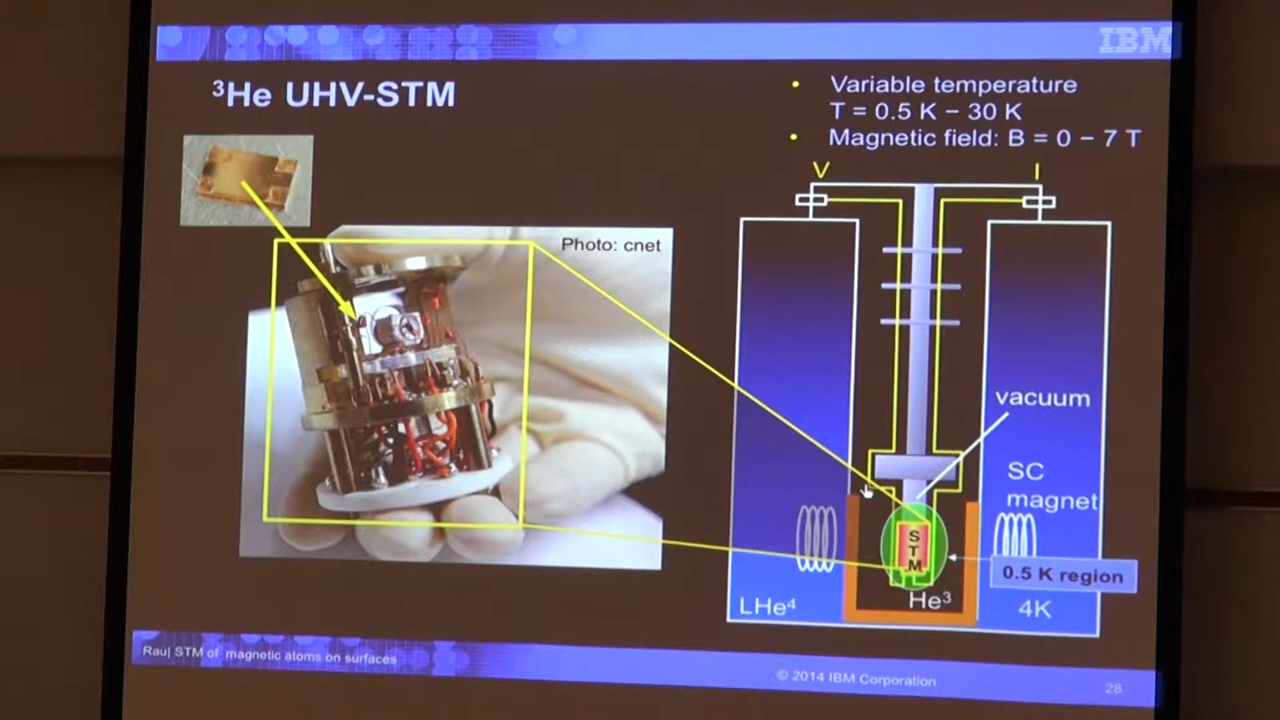 IBM
³He UHV-STM
• Variable temperature
T = 0.5 K – 30 K
• Magnetic field: B = 0 – 7 T
V
I
Photo: cnet
vacuum
SC
magnet
STM
0.5 K region
He³
LHe⁴
4K
Rau| STM of magnetic atoms on surfaces
© 2014 IBM Corporation
28